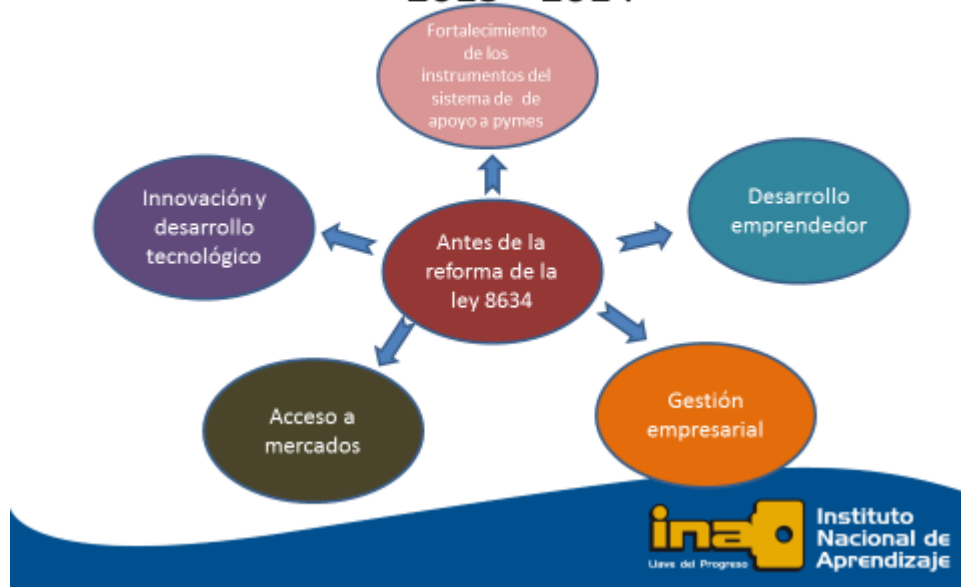 Fortalecimiento
de los
instrumentos del
sistema de de
apoyo a pymes
Innovación y
desarrollo
tecnológico
Desarrollo
emprendedor
Antes de la
reforma de la
ley 8634
Acceso a
mercados
Gestión
empresarial
ina
Llave del Progreso
Instituto
Nacional de
Aprendizaje